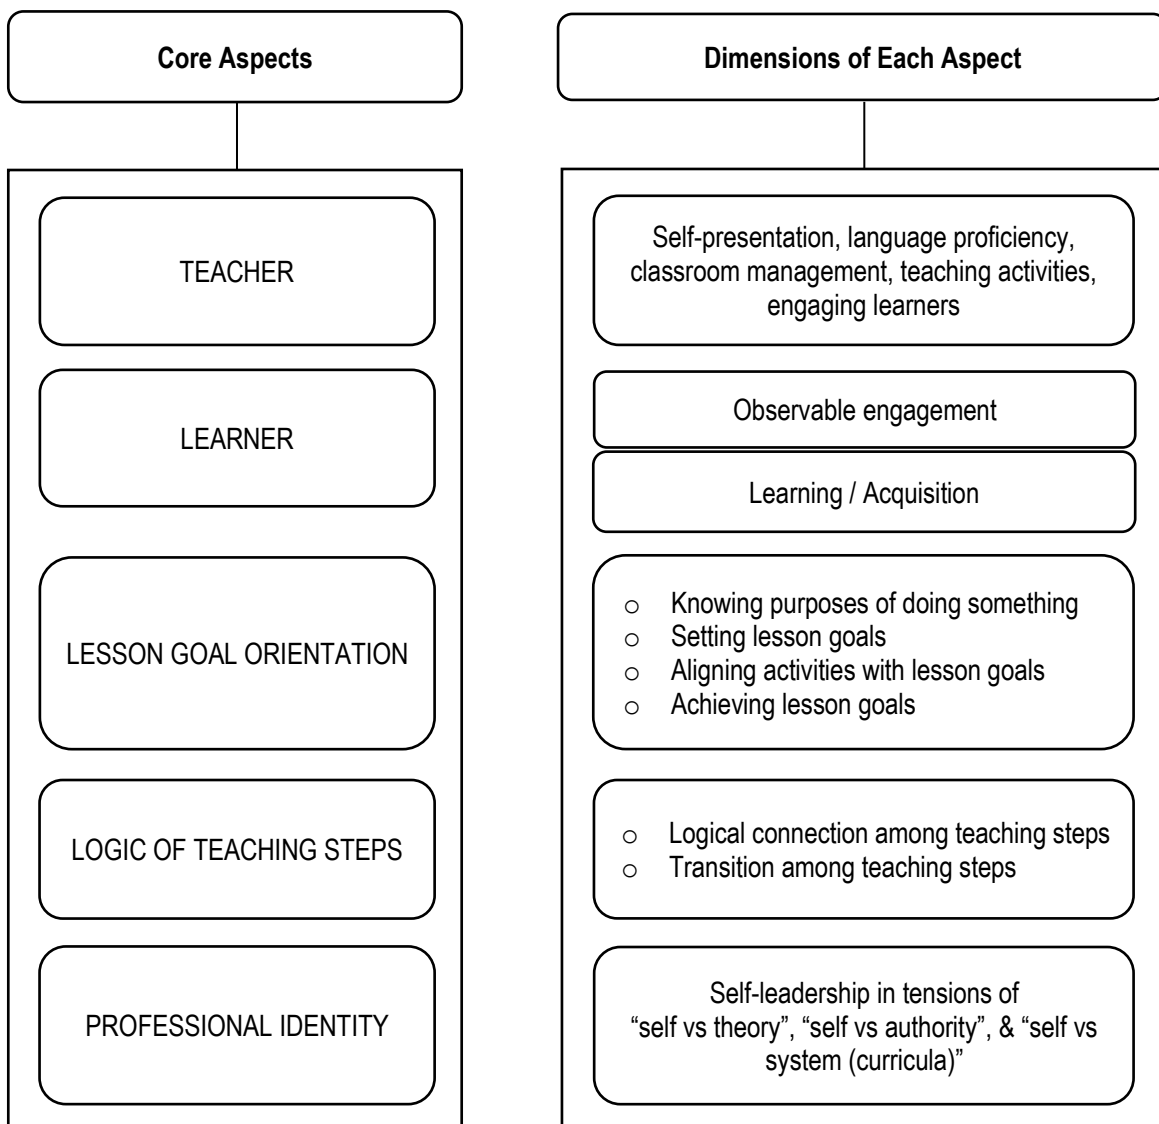 Core Aspects
Dimensions of Each Aspect
TEACHER
Self-presentation, language proficiency,
classroom management, teaching activities,
engaging learners
LEARNER
Observable engagement
Learning / Acquisition
LESSON GOAL ORIENTATION
o Knowing purposes of doing something
o Setting lesson goals
o Aligning activities with lesson goals
o Achieving lesson goals
LOGIC OF TEACHING STEPS
o Logical connection among teaching steps
o Transition among teaching steps
PROFESSIONAL IDENTITY
Self-leadership in tensions of
“self vs theory”, “self vs authority”, & “self vs
system (curricula)”